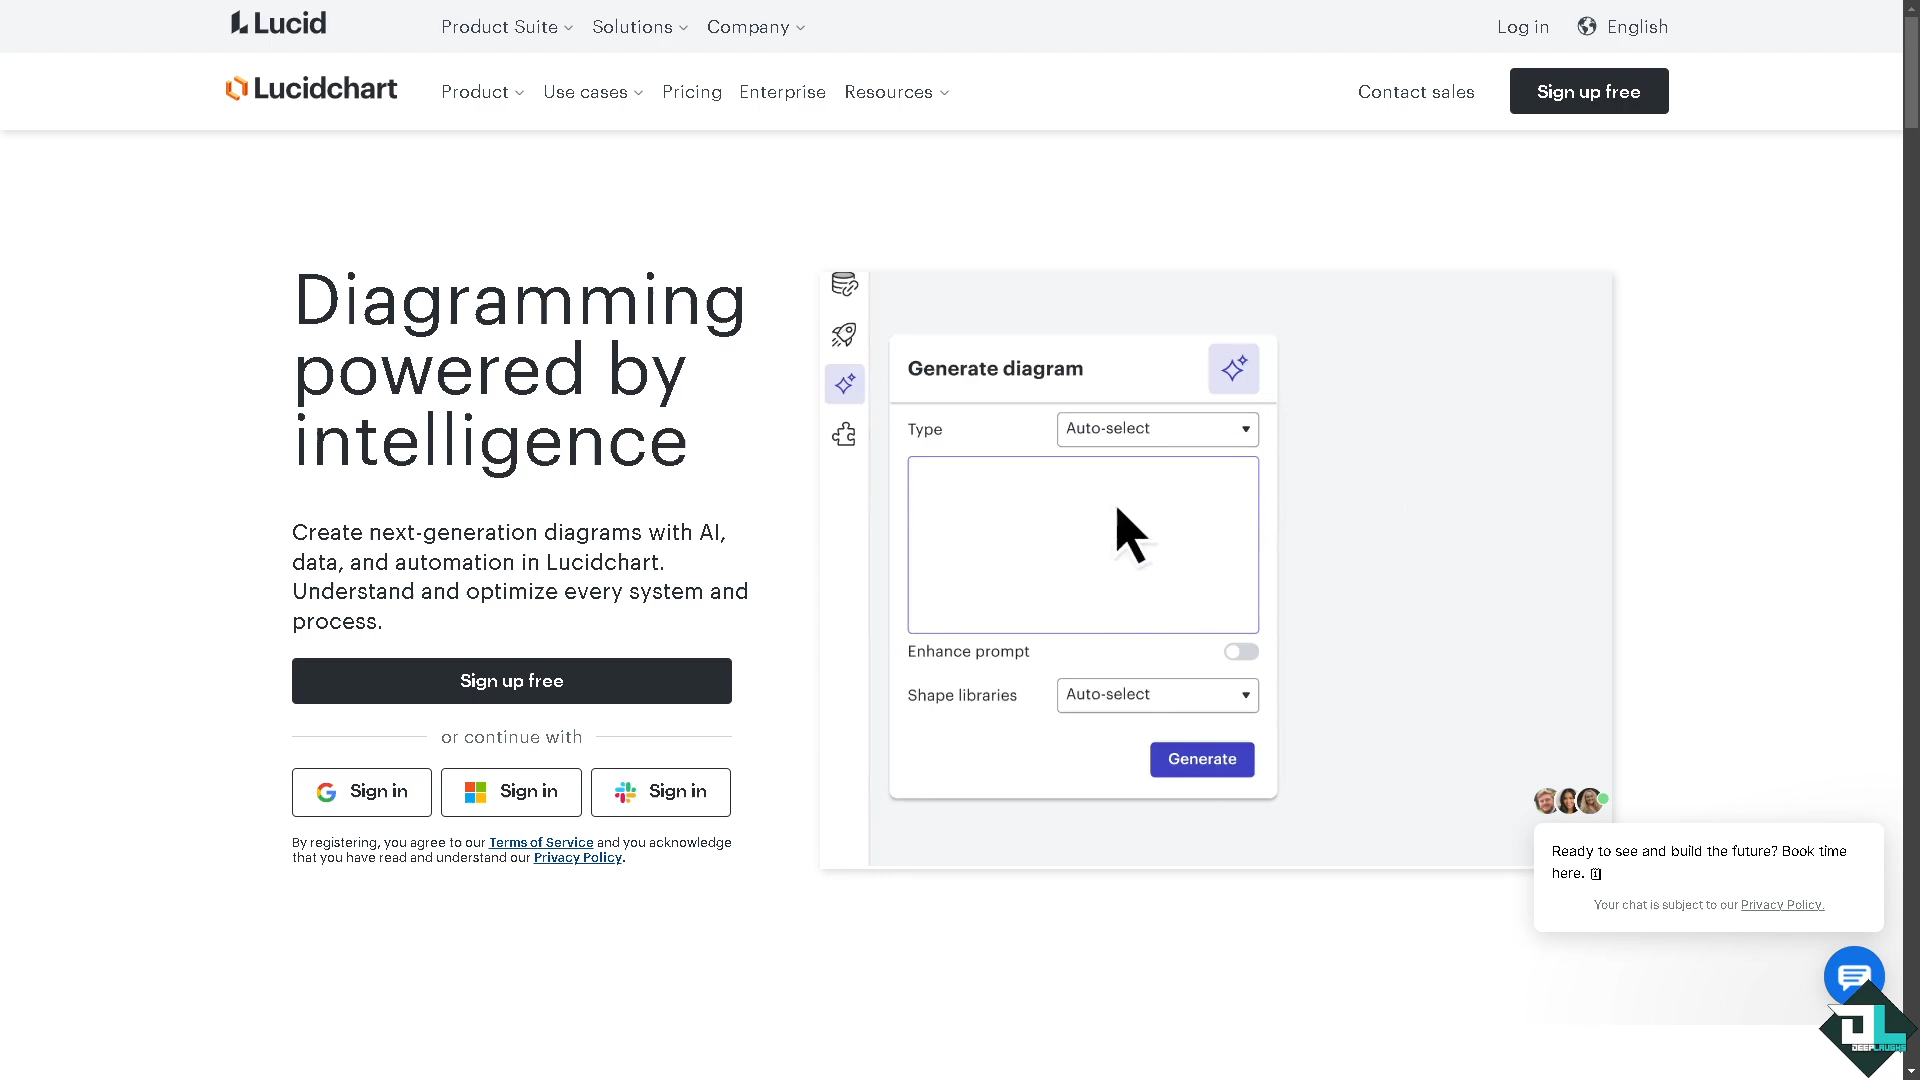 Lucid
Product Suite
Solutions
Company
Log in
English
Lucidchart
Product
Use cases
Pricing
Enterprise
Resources
Contact sales
Sign up free
Diagramming
powered by
intelligence
Create next-generation diagrams with AI,
data, and automation in Lucidchart.
Understand and optimize every system and
process.
Sign up free
or continue with
Sign in
Sign in
Sign in
By registering, you agree to our Terms of Service and you acknowledge
that you have read and understand our Privacy Policy.
Generate diagram
Type
Auto-select
Enhance prompt
Shape libraries
Auto-select
Generate
Ready to see and build the future? Book time
here.
Your chat is subject to our Privacy Policy.
JL
DEEPLAUGHS